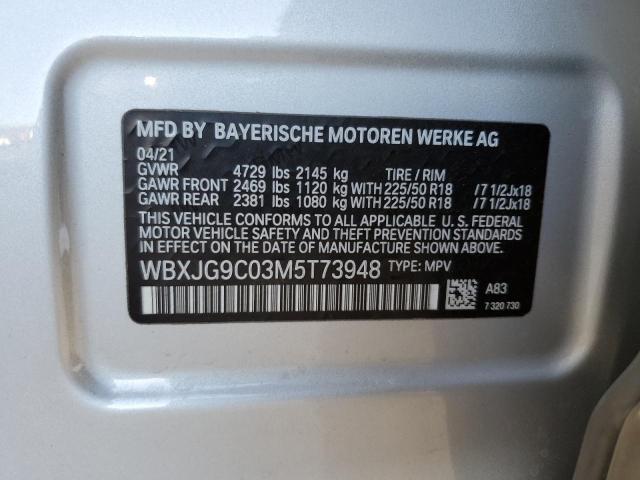 MFD BY BAYERISCHE MOTOREN WERKE AG
04/21
GVWR 4729 lbs 2145 kg TIRE / RIM
GAWR FRONT 2469 lbs 1120 kg WITH 225/50 R18 /7 1/2Jx18
GAWR REAR 2381 lbs 1080 kg WITH 225/50 R18 /7 1/2Jx18
THIS VEHICLE CONFORMS TO ALL APPLICABLE U. S. FEDERAL
MOTOR VEHICLE SAFETY, BUMPER, AND THEFT PREVENTION
STANDARDS IN EFFECT ON THE DATE OF MANUFACTURE SHOWN ABOVE.
WBXJG9C03M5T73948 TYPE: MPV
A83
7 320 730